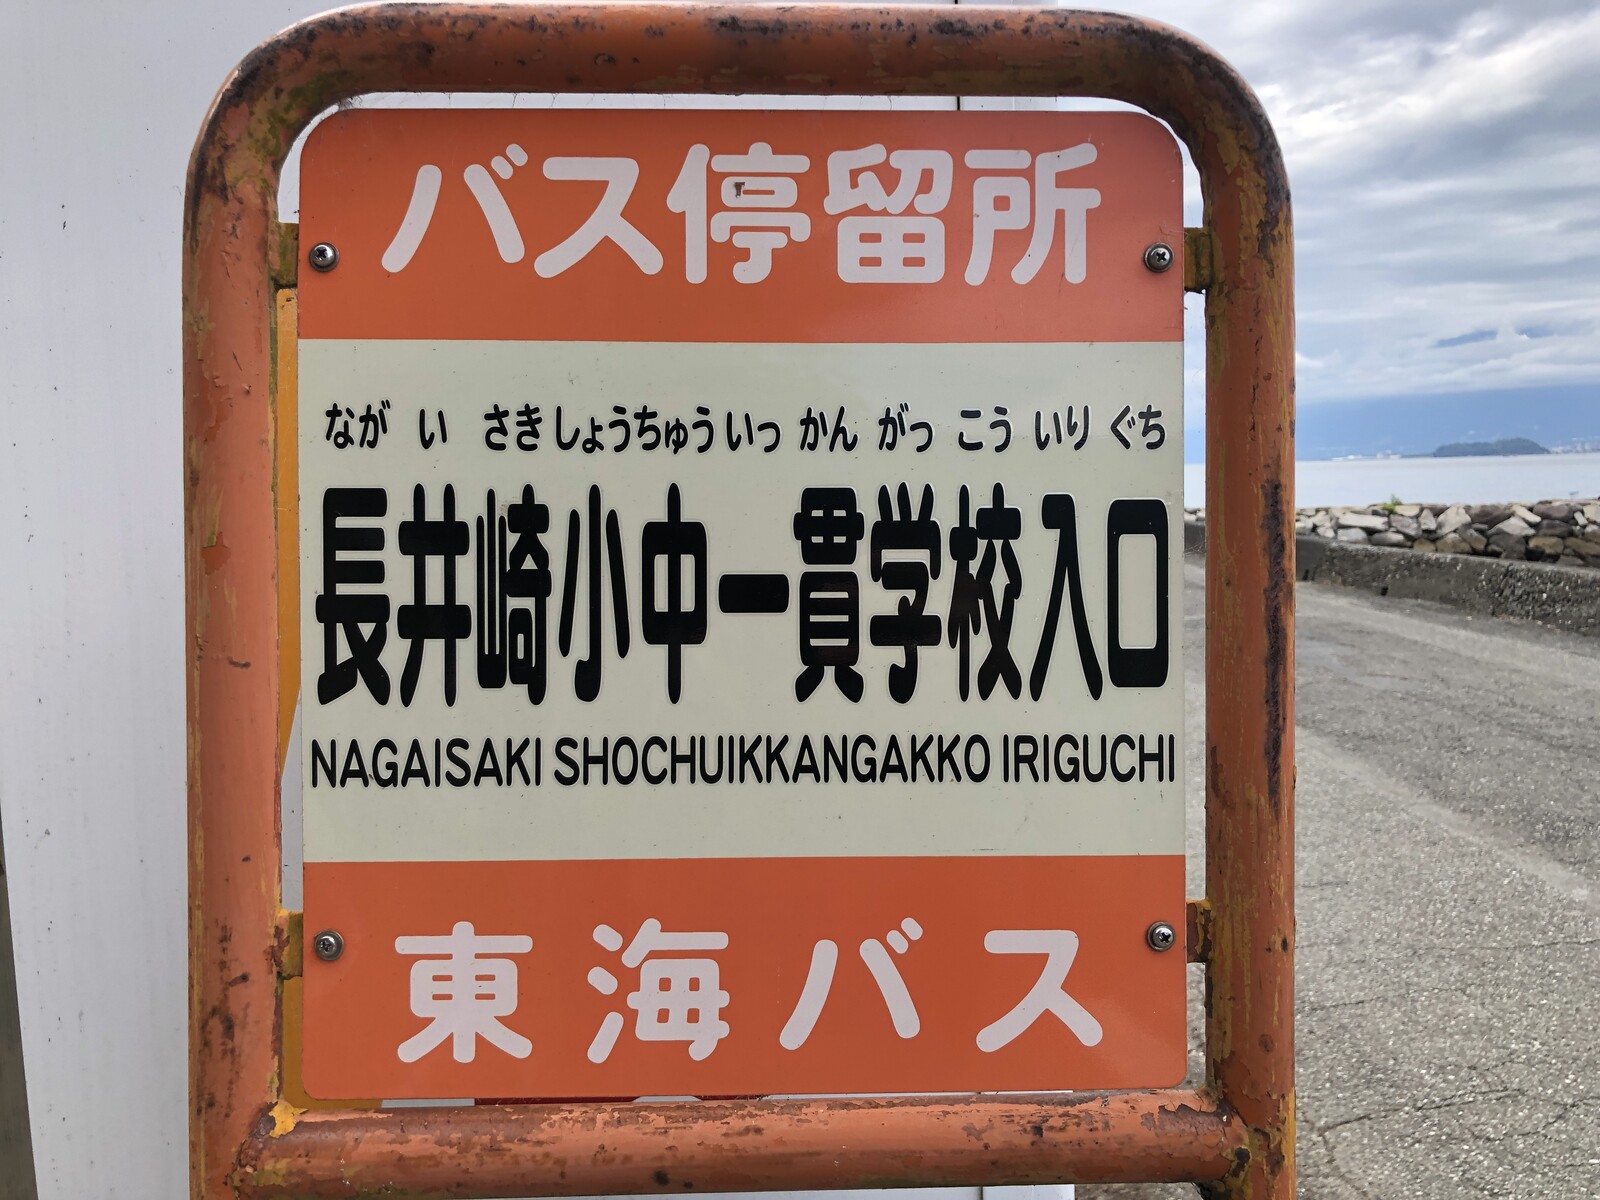 バス停留所
ながいさきしょうちゅういっかんがっこういりぐち
長井崎小中一貫学校入口
NAGAISAKI SHOCHUIKKANGAKKO IRIGUCHI
東海バス